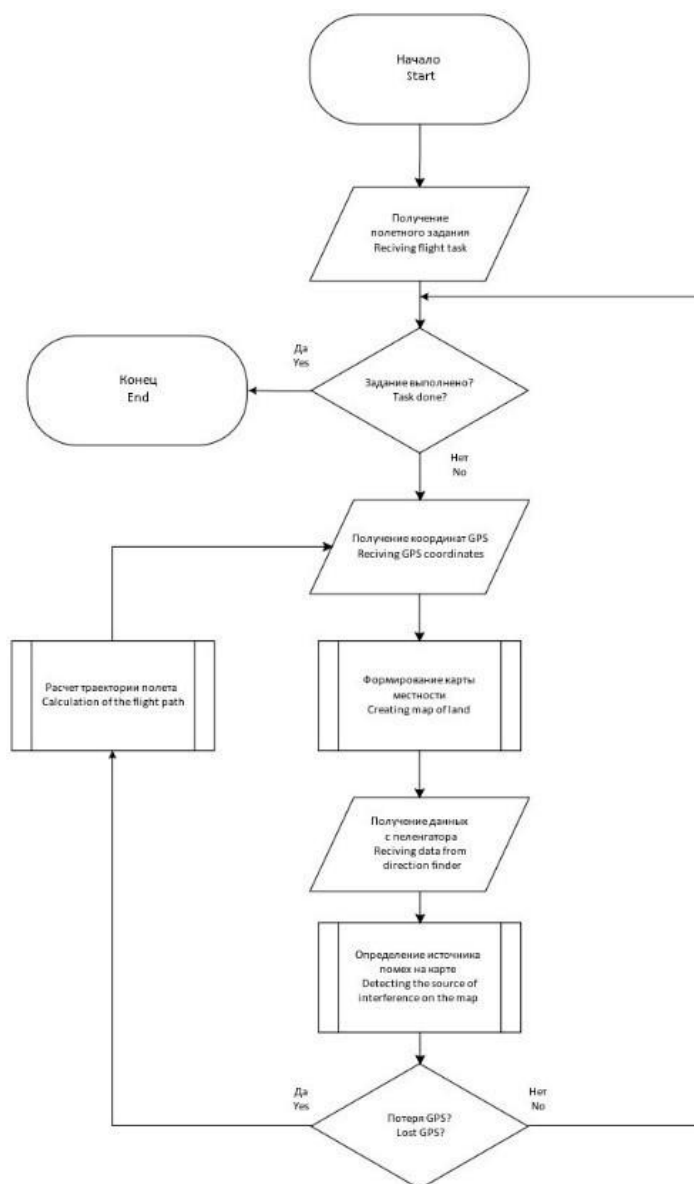 Начало
Start
Получение
полетного задания
Reciving flight task
Да
Yes
Задание выполнено?
Task done?
Конец
End
Нет
No
Получение координат GPS
Reciving GPS coordinates
Расчет траектории полета
Calculation of the flight path
Формирование карты
местности
Creating map of land
Получение данных
с пеленгатора
Reciving data from
direction finder
Определение источника
помех на карте
Detecting the source of
interference on the map
Да
Yes
Нет
No
Потеря GPS?
Lost GPS?